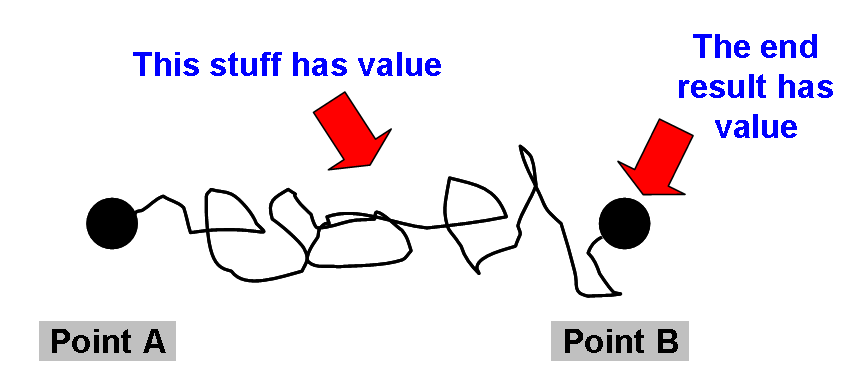 This stuff has value
The end
result has
value
Point A
Point B